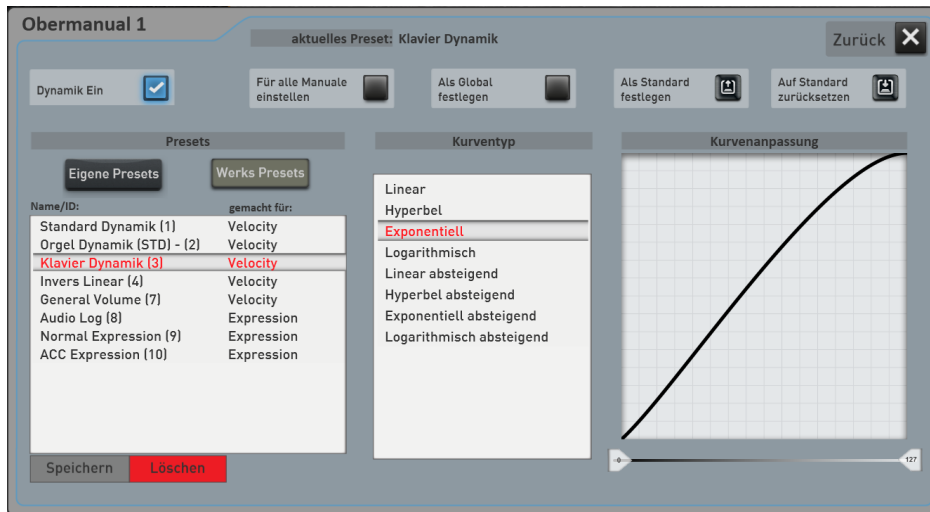 Obermanual 1
aktuelles Preset: Klavier Dynamik
Zurück
Dynamik Ein
Für alle Manuale
einstellen
Als Global
festlegen
Als Standard
festlegen
Auf Standard
zurücksetzen
Presets
Kurventyp
Kurvenanpassung
Eigene Presets
Werks Presets
Name/ID:
gemacht für:
Standard Dynamik (1) Velocity
Orgel Dynamik (STD) - (2) Velocity
Klavier Dynamik (3) Velocity
Invers Linear (4) Velocity
General Volume (7) Velocity
Audio Log (8) Expression
Normal Expression (9) Expression
ACC Expression (10) Expression
Linear
Hyperbel
Exponentiell
Logarithmisch
Linear absteigend
Hyperbel absteigend
Exponentiell absteigend
Logarithmisch absteigend
0
127
Speichern
Löschen